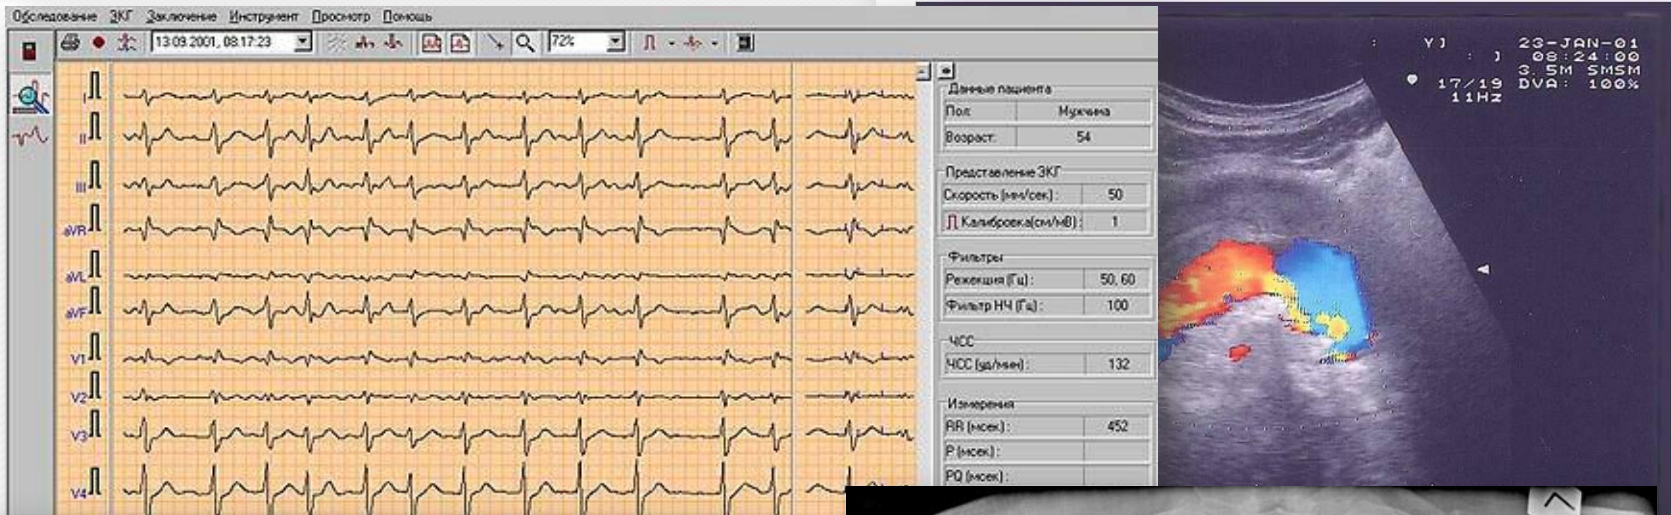 Обследование ЭКГ Заключение Инструмент Просмотр Помощь
13.09.2001, 08:17:23
72%
I
II
III
aVR
aVL
aVF
V1
V2
V3
V4
Данные пациента
Пол: Мужчина
Возраст: 54
Представление ЭКГ
Скорость (мм/сек): 50
Калибровка(см/мВ): 1
Фильтры
Режекция (Гц): 50, 60
Фильтр НЧ (Гц): 100
ЧСС
ЧСС (уд/мин): 132
Измерения
RR (мсек): 452
P (мсек):
PQ (мсек):
23-JAN-01
08:24:00
3.5M SMSM
17/19 DVA: 100%
11Hz